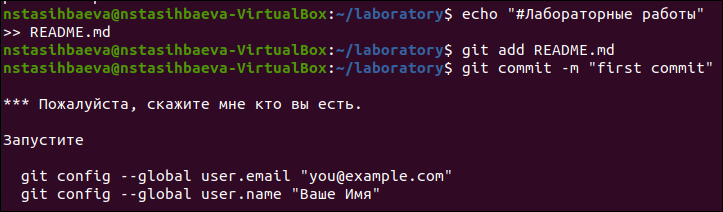 nstasihbaeva@nstasihbaeva-VirtualBox:~/laboratory$ echo "#Лабораторные работы"
>> README.md
nstasihbaeva@nstasihbaeva-VirtualBox:~/laboratory$ git add README.md
nstasihbaeva@nstasihbaeva-VirtualBox:~/laboratory$ git commit -m "first commit"
*** Пожалуйста, скажите мне кто вы есть.
Запустите
git config --global user.email "you@example.com"
git config --global user.name "Ваше Имя"